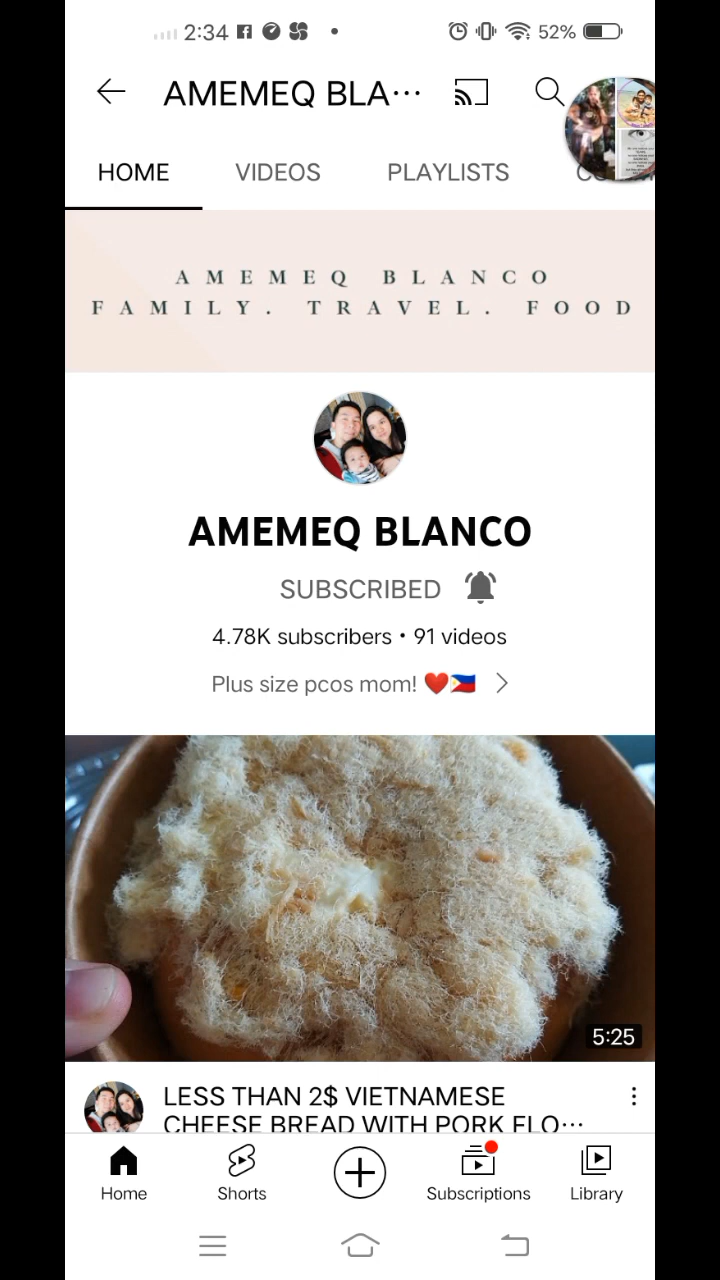 2:34
52%
AMEMEQ BLA···
HOME VIDEOS PLAYLISTS
AMEMEQ BLANCO
FAMILY. TRAVEL. FOOD
AMEMEQ BLANCO
SUBSCRIBED
4.78K subscribers • 91 videos
Plus size pcos mom! ❤️🇵🇭
5:25
LESS THAN 2$ VIETNAMESE
CHEESE BREAD WITH PORK FLO···
Home Shorts Subscriptions Library